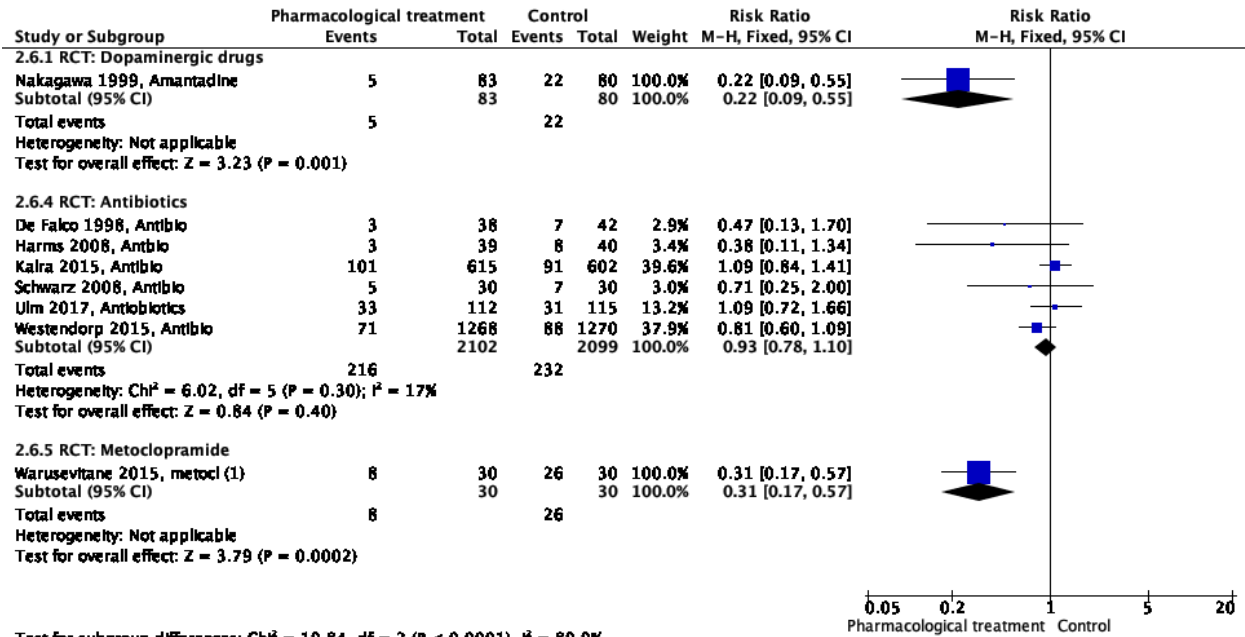 Pharmacological treatment Control Risk Ratio Risk Ratio
Study or Subgroup Events Total Events Total Weight M-H, Fixed, 95% CI M-H, Fixed, 95% CI
2.6.1 RCT: Dopaminergic drugs
Nakagawa 1999, Amantadine 5 83 22 80 100.0% 0.22 [0.09, 0.55]
Subtotal (95% CI) 83 80 100.0% 0.22 [0.09, 0.55]
Total events 5 22
Heterogeneity: Not applicable
Test for overall effect: Z = 3.23 (P = 0.001)
2.6.4 RCT: Antibiotics
De Falco 1998, Antibio 3 38 7 42 2.9% 0.47 [0.13, 1.70]
Harms 2008, Antbio 3 39 8 40 3.4% 0.38 [0.11, 1.34]
Kalra 2015, Antibio 101 615 91 602 39.6% 1.09 [0.84, 1.41]
Schwarz 2008, Antibio 5 30 7 30 3.0% 0.71 [0.25, 2.00]
Ulm 2017, Antiobiotics 33 112 31 115 13.2% 1.09 [0.72, 1.66]
Westendorp 2015, Antibio 71 1268 88 1270 37.9% 0.81 [0.60, 1.09]
Subtotal (95% CI) 2102 2099 100.0% 0.93 [0.78, 1.10]
Total events 216 232
Heterogeneity: Chi² = 6.02, df = 5 (P = 0.30); I² = 17%
Test for overall effect: Z = 0.84 (P = 0.40)
2.6.5 RCT: Metoclopramide
Warusevitane 2015, metocl (1) 8 30 26 30 100.0% 0.31 [0.17, 0.57]
Subtotal (95% CI) 30 30 100.0% 0.31 [0.17, 0.57]
Total events 8 26
Heterogeneity: Not applicable
Test for overall effect: Z = 3.79 (P = 0.0002)
0.05 0.2 1 5 20
Pharmacological treatment Control
Test for subgroup differences: Chi² = 19.84, df = 2 (P < 0.0001), I² =